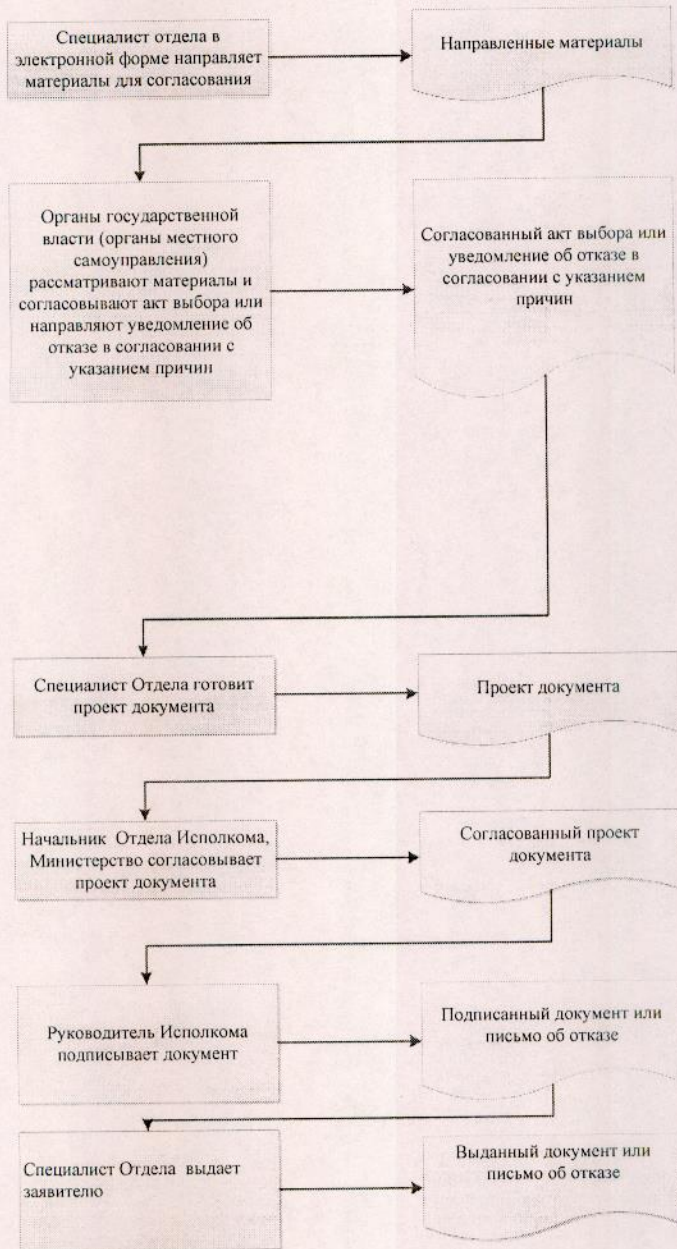 Специалист отдела в
электронной форме направляет
материалы для согласования
Направленные материалы
Органы государственной
власти (органы местного
самоуправления)
рассматривают материалы и
согласовывают акт выбора или
направляют уведомление об
отказе в согласовании с
указанием причин
Согласованный акт выбора или
уведомление об отказе в
согласовании с указанием
причин
Специалист Отдела готовит
проект документа
Проект документа
Начальник Отдела Исполкома,
Министерство согласовывает
проект документа
Согласованный проект
документа
Руководитель Исполкома
подписывает документ
Подписанный документ или
письмо об отказе
Специалист Отдела выдает
заявителю
Выданный документ или
письмо об отказе